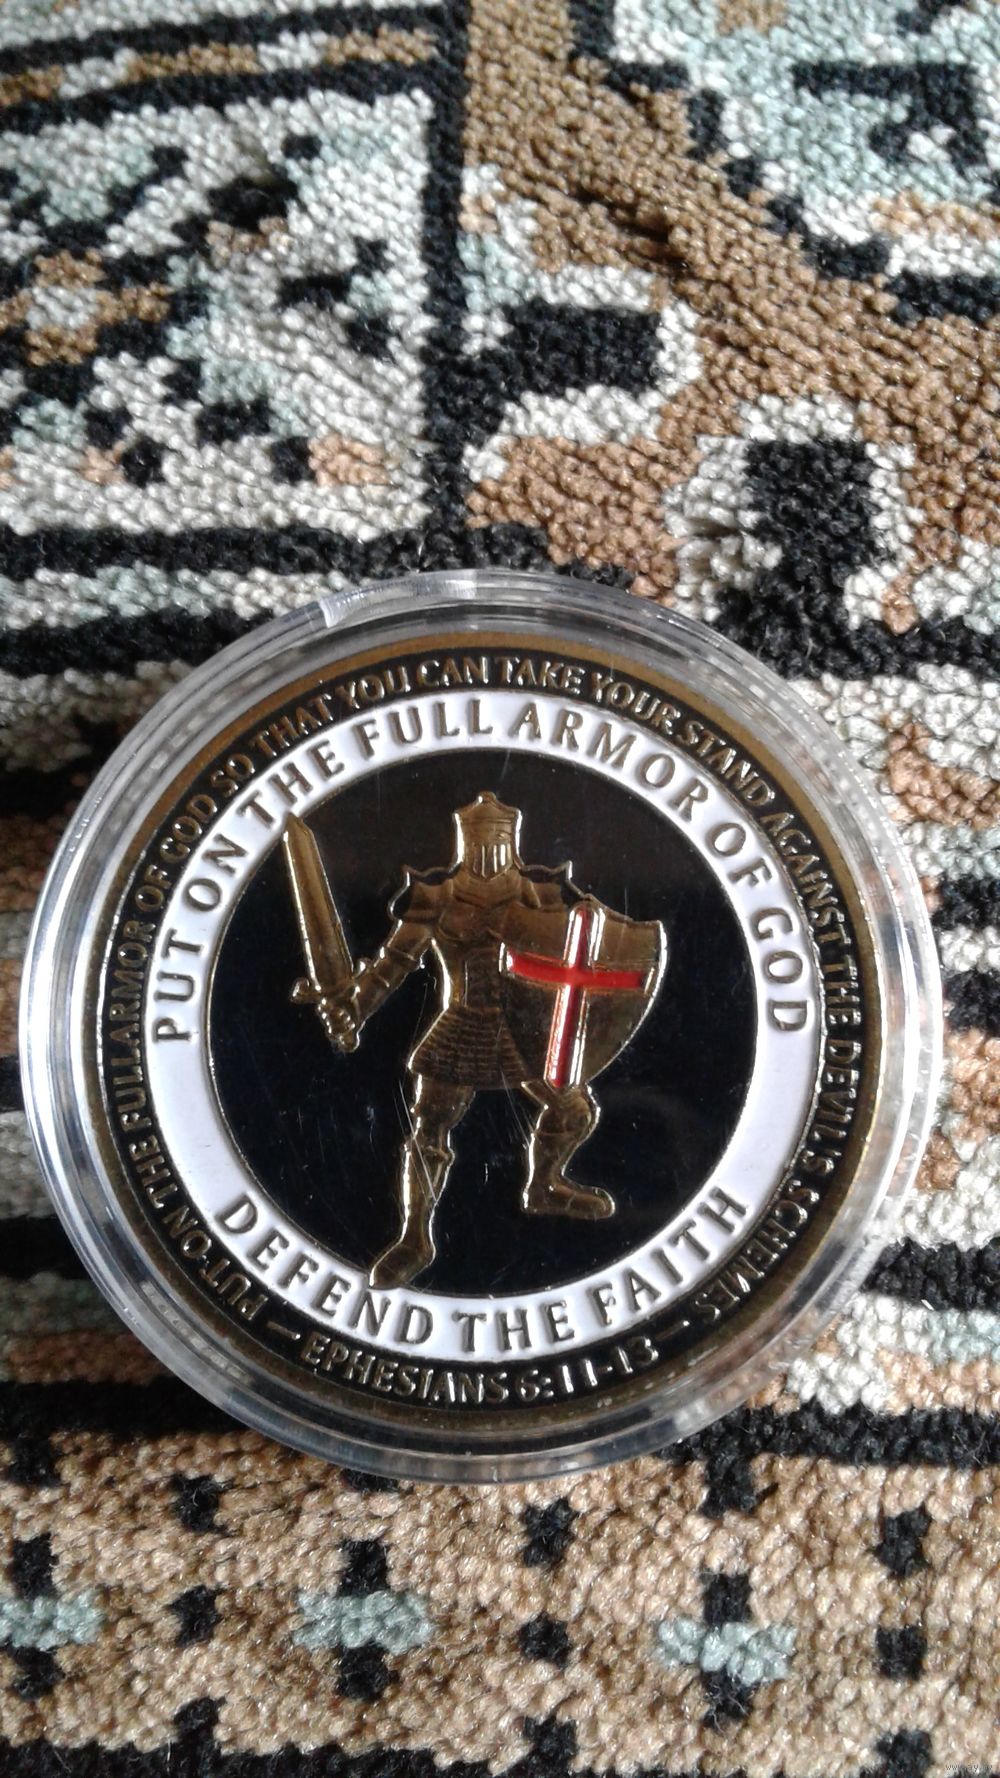 PUT ON THE FULL ARMOR OF GOD SO THAT YOU CAN TAKE YOUR STAND AGAINST THE DEVIL IS SCHEMES
— EPHESIANS 6:11-13 —
PUT ON THE FULL ARMOR OF GOD
DEFEND THE FAITH